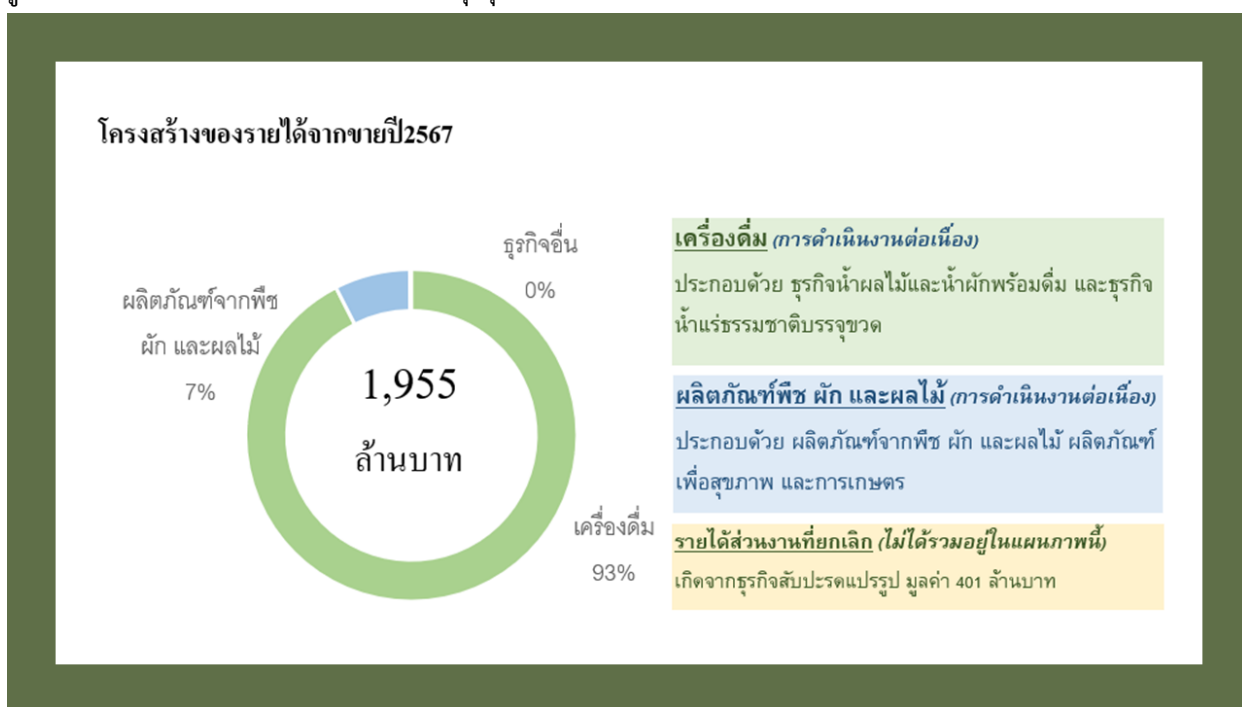 โครงสร้างของรายได้จากขายปี2567
ธุรกิจอื่น
0%
ผลิตภัณฑ์จากพืช
ผัก และผลไม้
7%
1,955
ล้านบาท
เครื่องดื่ม
93%
เครื่องดื่ม (การดำเนินงานต่อเนื่อง)
ประกอบด้วย ธุรกิจน้ำผลไม้และน้ำผักพร้อมดื่ม และธุรกิจ
น้ำแร่ธรรมชาติบรรจุขวด
ผลิตภัณฑ์พืช ผัก และผลไม้ (การดำเนินงานต่อเนื่อง)
ประกอบด้วย ผลิตภัณฑ์จากพืช ผัก และผลไม้ ผลิตภัณฑ์
เพื่อสุขภาพ และการเกษตร
รายได้ส่วนงานที่ยกเลิก (ไม่ได้รวมอยู่ในแผนภาพนี้)
เกิดจากธุรกิจสับปะรดแปรรูป มูลค่า 401 ล้านบาท